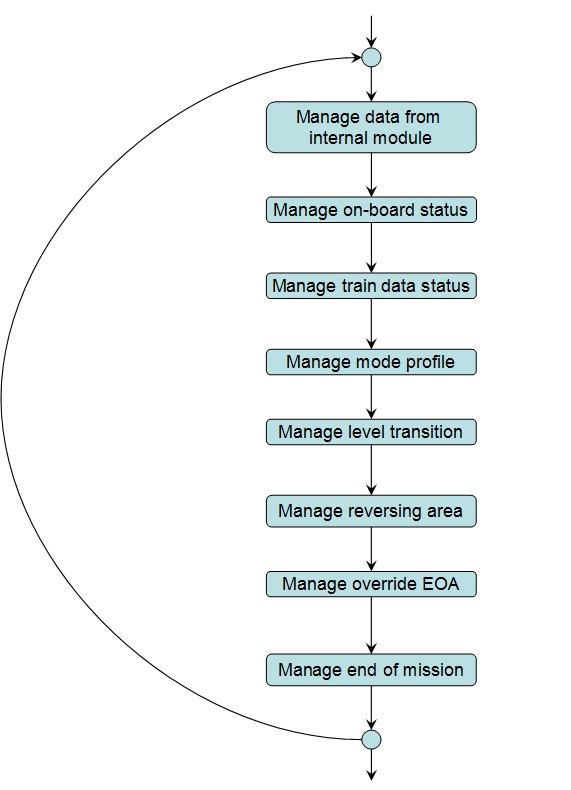 Manage data from
internal module
Manage on-board status
Manage train data status
Manage mode profile
Manage level transition
Manage reversing area
Manage override EOA
Manage end of mission